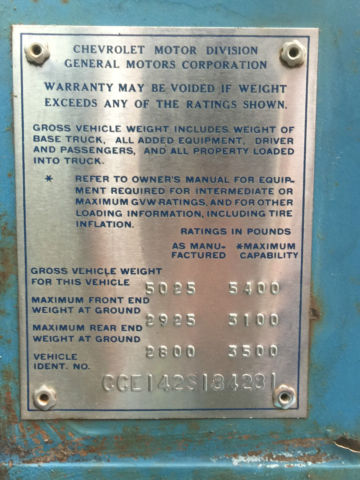 CHEVROLET MOTOR DIVISION
GENERAL MOTORS CORPORATION
WARRANTY MAY BE VOIDED IF WEIGHT
EXCEEDS ANY OF THE RATINGS SHOWN.
GROSS VEHICLE WEIGHT INCLUDES WEIGHT OF
BASE TRUCK, ALL ADDED EQUIPMENT, DRIVER
AND PASSENGERS, AND ALL PROPERTY LOADED
INTO TRUCK.
* REFER TO OWNER'S MANUAL FOR EQUIP-
MENT REQUIRED FOR INTERMEDIATE OR
MAXIMUM GVW RATINGS, AND FOR OTHER
LOADING INFORMATION, INCLUDING TIRE
INFLATION.
RATINGS IN POUNDS
AS MANU- *MAXIMUM
FACTURED CAPABILITY
GROSS VEHICLE WEIGHT
FOR THIS VEHICLE 5025 5400
MAXIMUM FRONT END
WEIGHT AT GROUND 2925 3100
MAXIMUM REAR END
WEIGHT AT GROUND 2800 3500
VEHICLE
IDENT. NO.